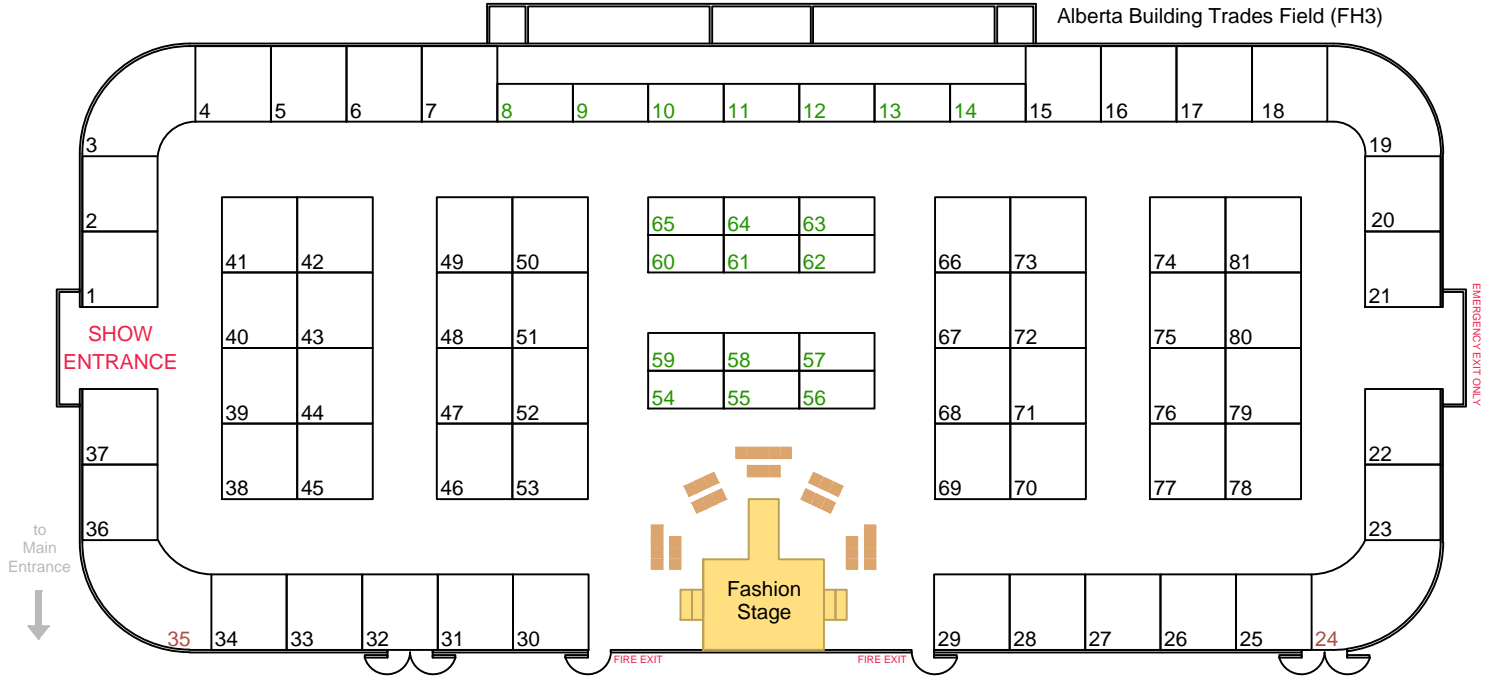 Alberta Building Trades Field (FH3)
4 5 6 7 8 9 10 11 12 13 14 15 16 17 18
3 19
2 65 64 63 20
41 42 49 50 60 61 62 66 73 74 81
1 21
SHOW
ENTRANCE
EMERGENCY EXIT ONLY
40 43 48 51 67 72 75 80
59 58 57
54 55 56
39 44 47 52 68 71 76 79
37 22
38 45 46 53 69 70 77 78
36 23
to
Main
Entrance
Fashion
Stage
35 34 33 32 31 30 29 28 27 26 25 24
FIRE EXIT FIRE EXIT